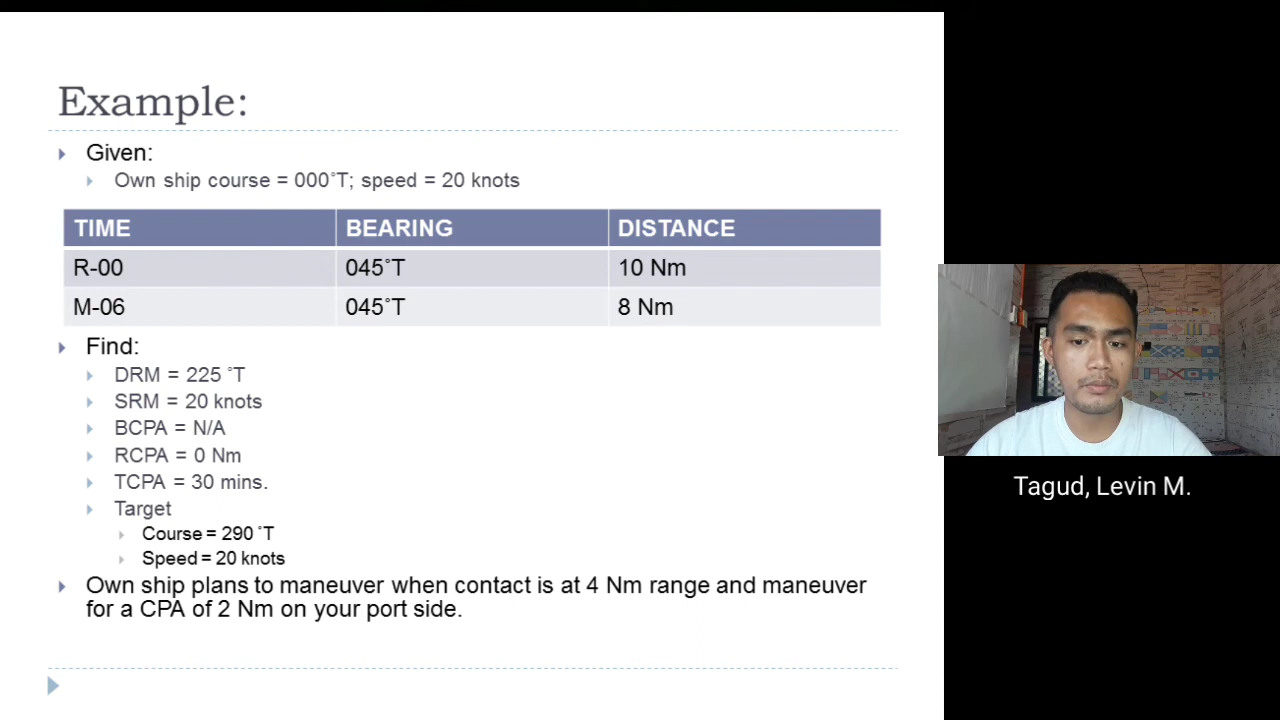 Example:
Given:
Own ship course = 000˚T; speed = 20 knots
TIME BEARING DISTANCE
R-00 045˚T 10 Nm
M-06 045˚T 8 Nm
Find:
DRM = 225 ˚T
SRM = 20 knots
BCPA = N/A
RCPA = 0 Nm
TCPA = 30 mins.
Target
Course = 290 ˚T
Speed = 20 knots
Own ship plans to maneuver when contact is at 4 Nm range and maneuver
for a CPA of 2 Nm on your port side.
Tagud, Levin M.